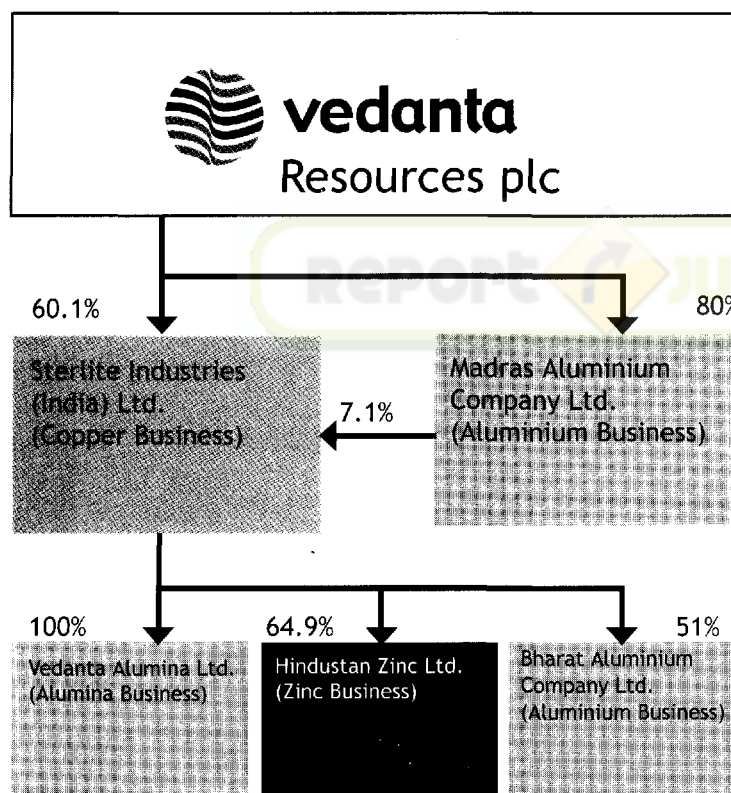 vedanta
Resources plc
REPORT JU
60.1%
80%
Sterlite Industries
(India) Ltd.
(Copper Business)
7.1%
Madras Aluminium
Company Ltd.
(Aluminium Business)
100%
64.9%
51%
Vedanta Alumina Ltd.
(Alumina Business)
Hindustan Zinc Ltd.
(Zinc Business)
Bharat Aluminium
Company Ltd.
(Aluminium Business)